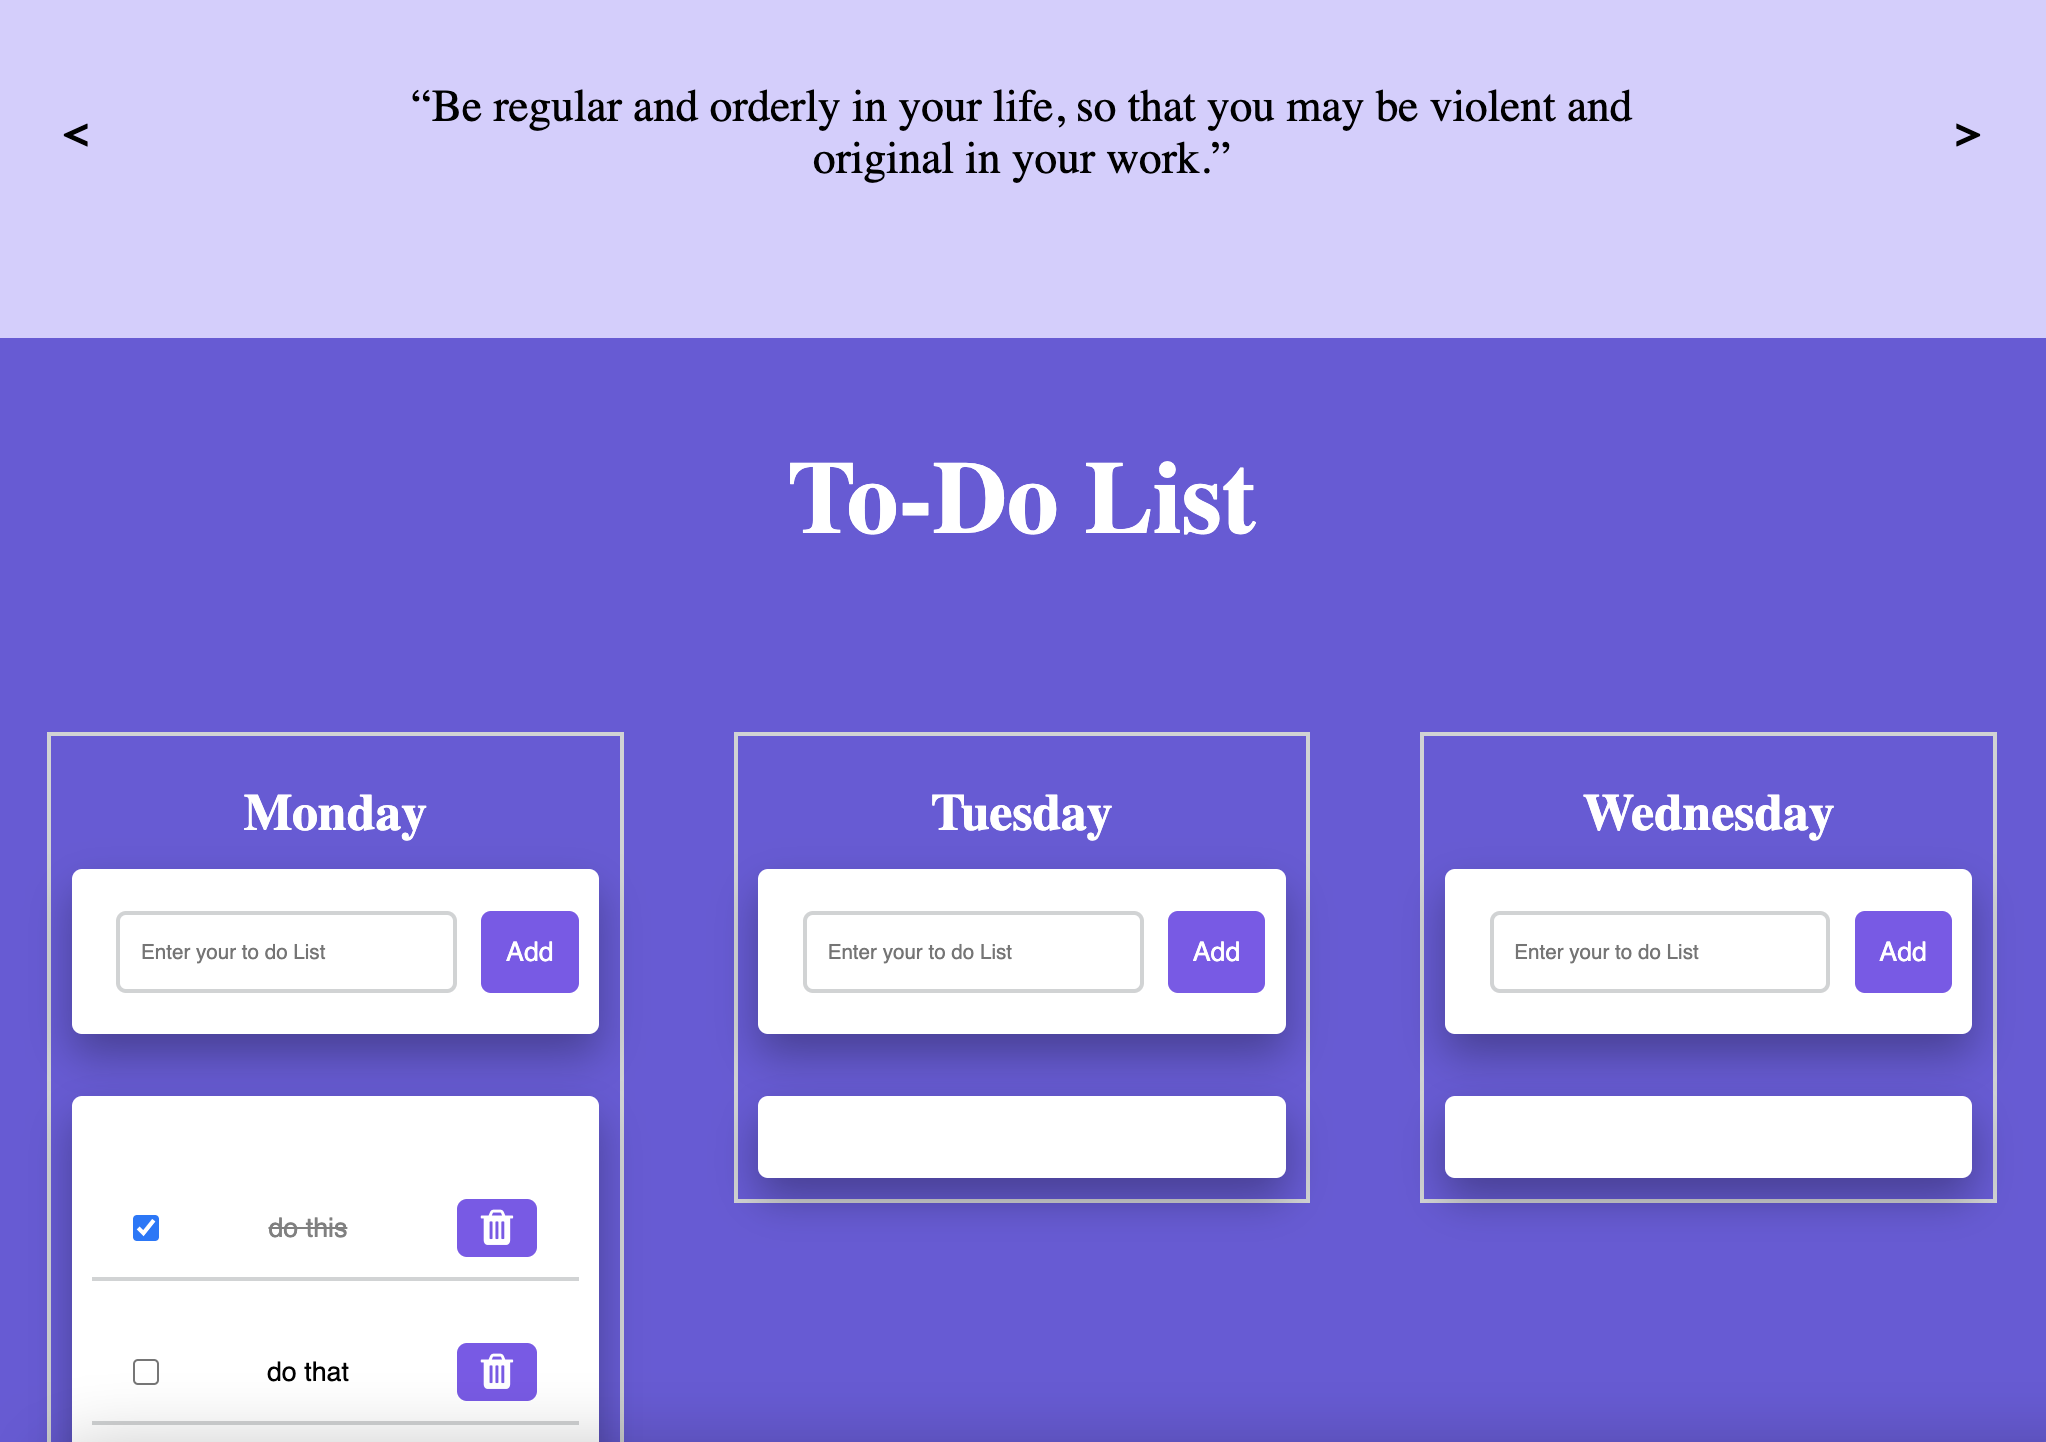 “Be regular and orderly in your life, so that you may be violent and
original in your work.”
<
>
To-Do List
Monday
Enter your to do List
Add
do this
do that
Tuesday
Enter your to do List
Add
Wednesday
Enter your to do List
Add